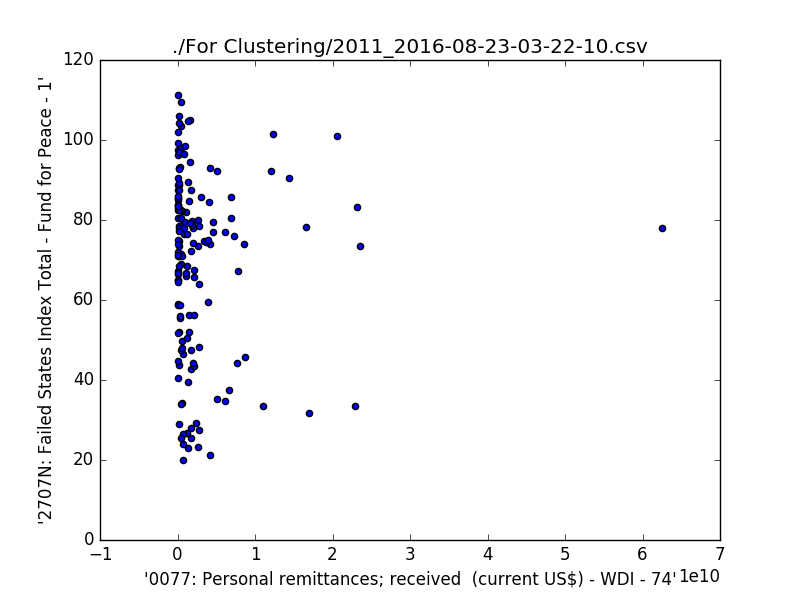 ./For Clustering/2011_2016-08-23-03-22-10.csv
120
100
80
60
40
20
0
'2707N: Failed States Index Total - Fund for Peace - 1'
−1 0 1 2 3 4 5 6 7
1e10
'0077: Personal remittances; received  (current US$) - WDI - 74'